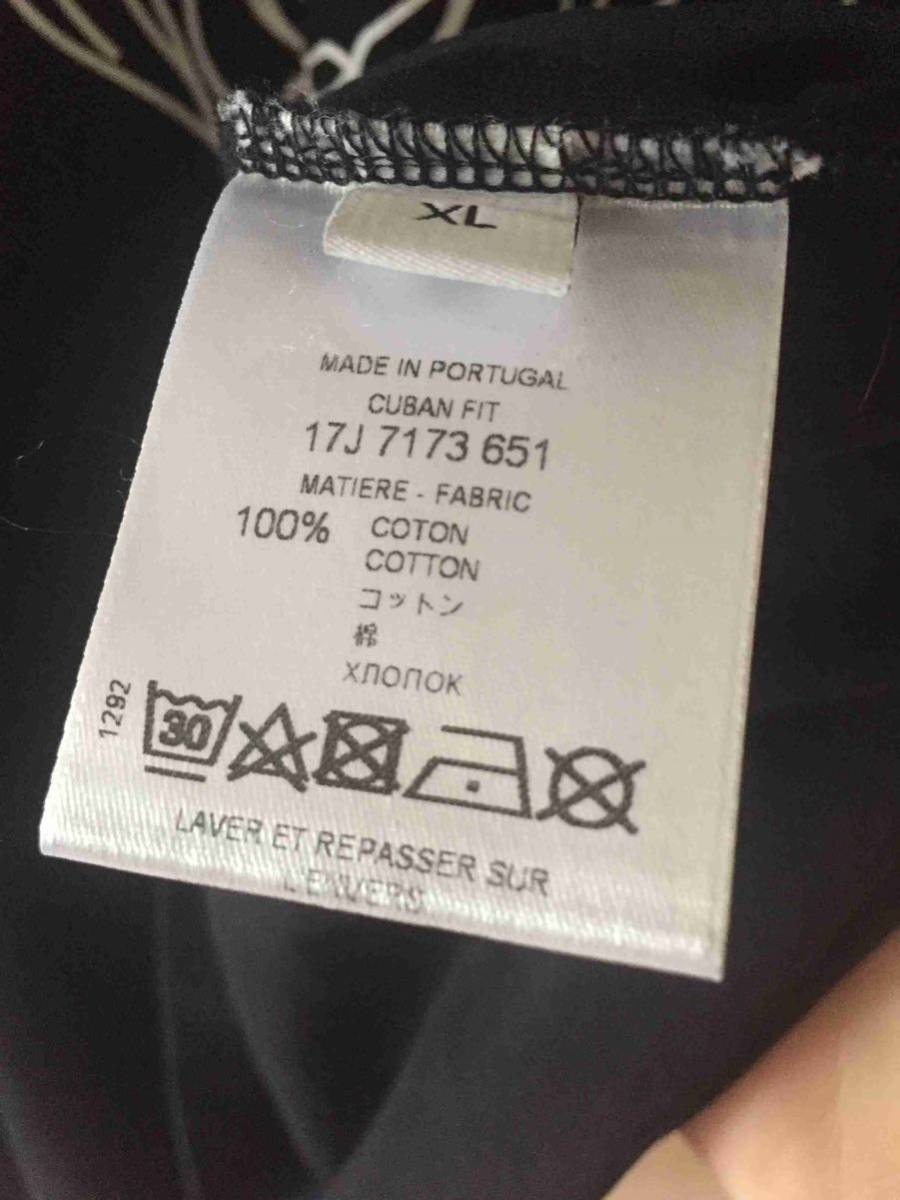 XL
MADE IN PORTUGAL
CUBAN FIT
17J 7173 651
MATIERE - FABRIC
100% COTON
COTTON
コットン
棉
ХЛОПОК
1292
30
LAVER ET REPASSER SUR
L'ENVERS